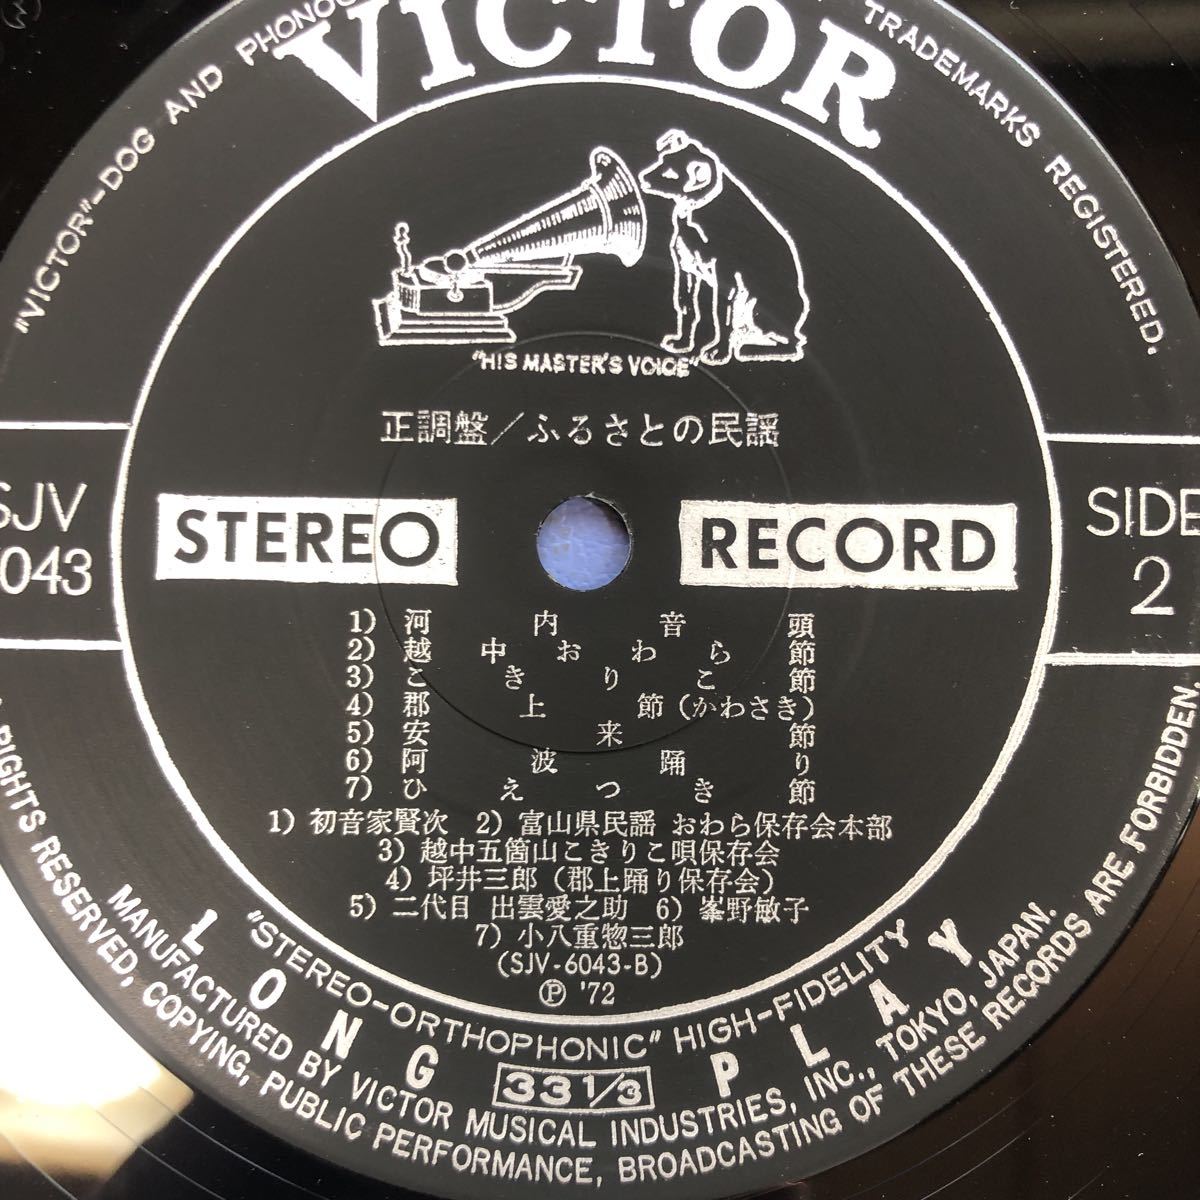 VICTOR
"VICTOR"-DOG AND PHONOG TRADEMARKS REGISTERED.
"HIS MASTER'S VOICE"
正調盤/ふるさとの民謡
SJV
6043
STEREO RECORD
SIDE
2
1) 河内音頭
2) 越中おわら節
3) こきりこ節
4) 郡上節(かわさき)
5) 安来節
6) 阿波踊り
7) ひえつき節
1) 初音家賢次 2) 富山県民謡 おわら保存会本部
3) 越中五箇山こきりこ唄保存会
4) 坪井三郎 (郡上踊り保存会)
5) 二代目 出雲愛之助 6) 峯野敏子
7) 小八重惣三郎
(SJV-6043-B)
Ⓟ '72
"STEREO-ORTHOPHONIC" HIGH-FIDELITY
LONG 33 1/3 PLAY
MANUFACTURED BY VICTOR MUSICAL INDUSTRIES, INC., TOKYO, JAPAN.
RIGHTS RESERVED, COPYING, PUBLIC PERFORMANCE, BROADCASTING OF THESE RECORDS ARE FORBIDDEN.